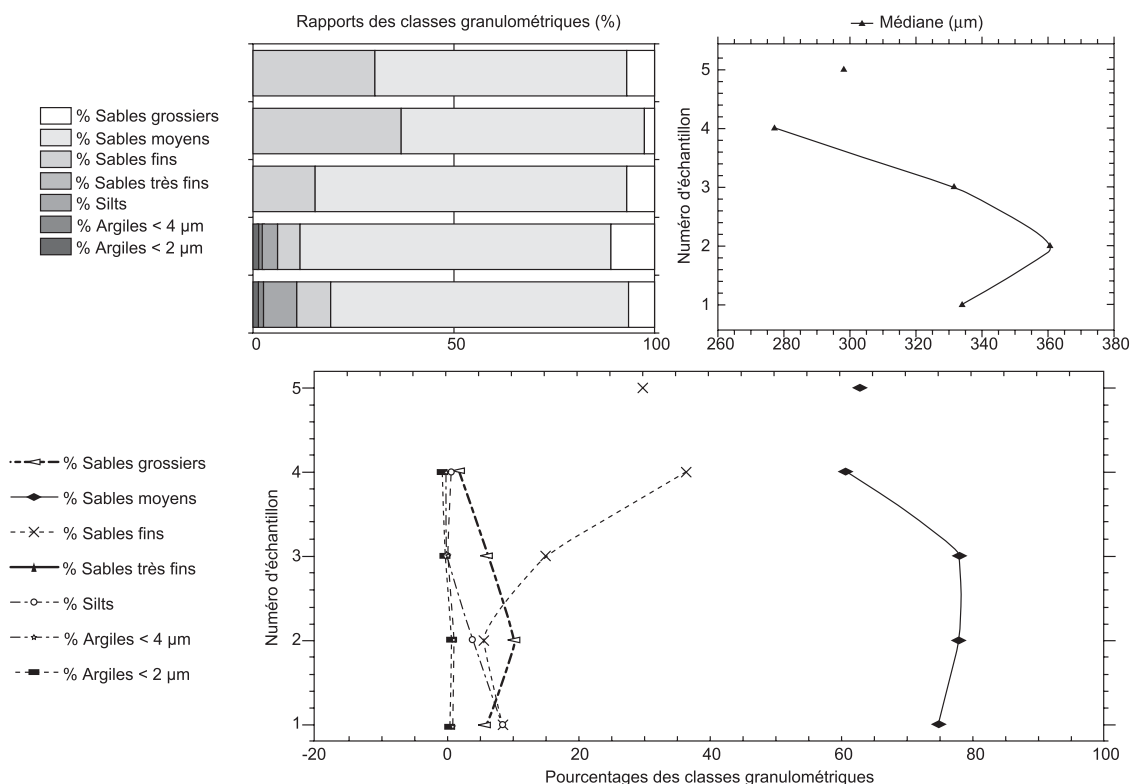 Rapports des classes granulométriques (%)
Médiane (µm)
% Sables grossiers
% Sables moyens
% Sables fins
% Sables très fins
% Silts
% Argiles < 4 µm
% Argiles < 2 µm
0
50
100
Numéro d'échantillon
5
4
3
2
1
260
280
300
320
340
360
380
% Sables grossiers
% Sables moyens
% Sables fins
% Sables très fins
% Silts
% Argiles < 4 µm
% Argiles < 2 µm
Numéro d'échantillon
5
4
3
2
1
-20
0
20
40
60
80
100
Pourcentages des classes granulométriques